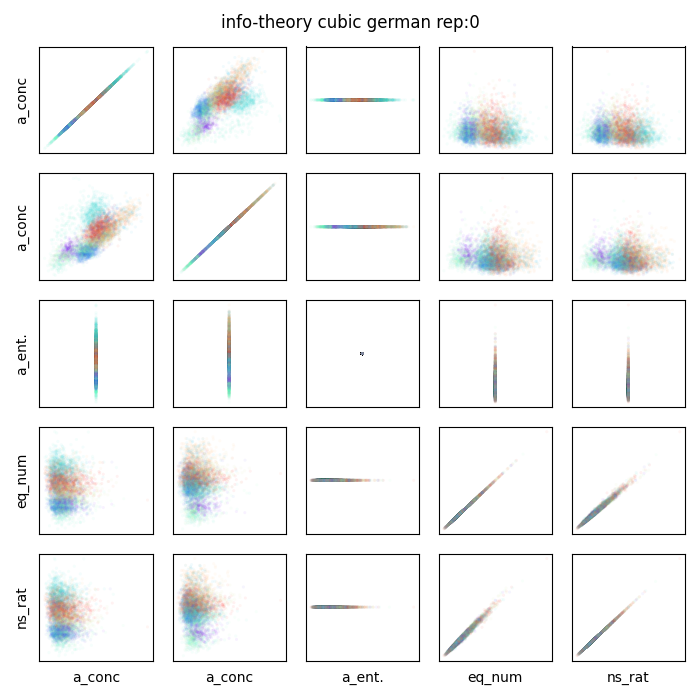 info-theory cubic german rep:0
a_conc
a_conc
a_ent.
eq_num
ns_rat
a_conc
a_conc
a_ent.
eq_num
ns_rat